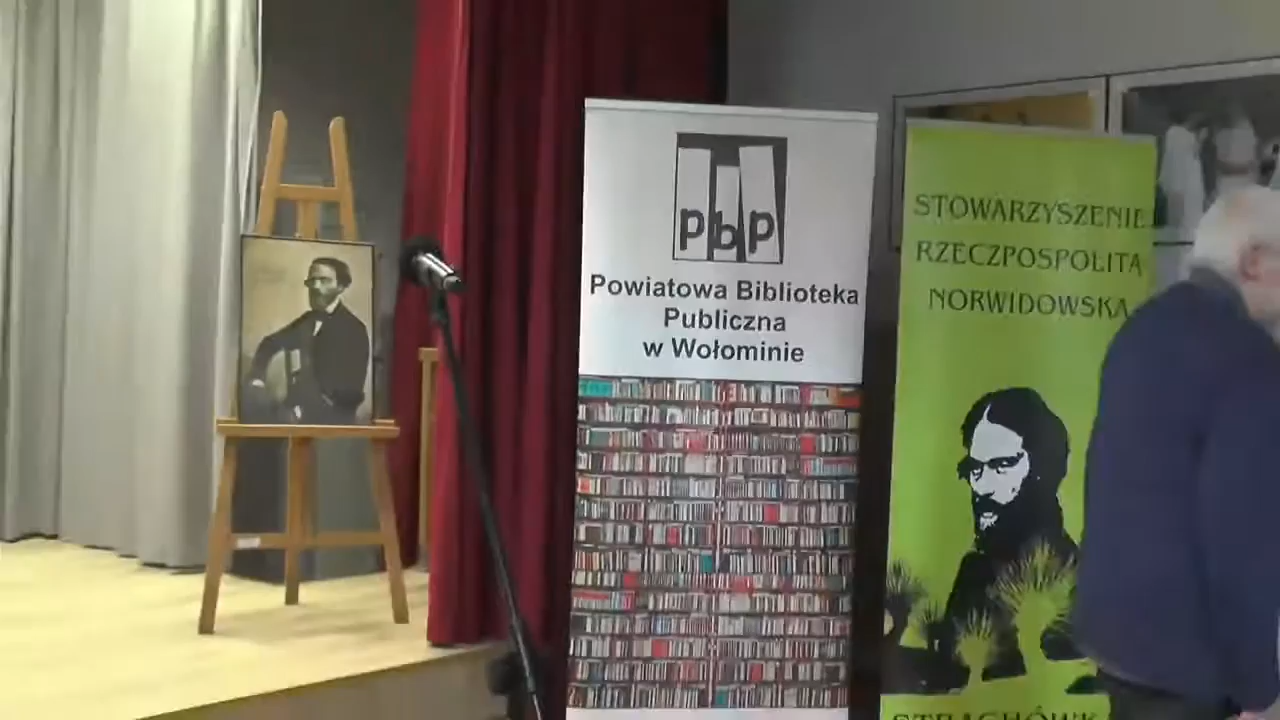 pbp
Powiatowa Biblioteka
Publiczna
w Wołominie
STOWARZYSZENIE
RZECZPOSPOLITA
NORWIDOWSKA